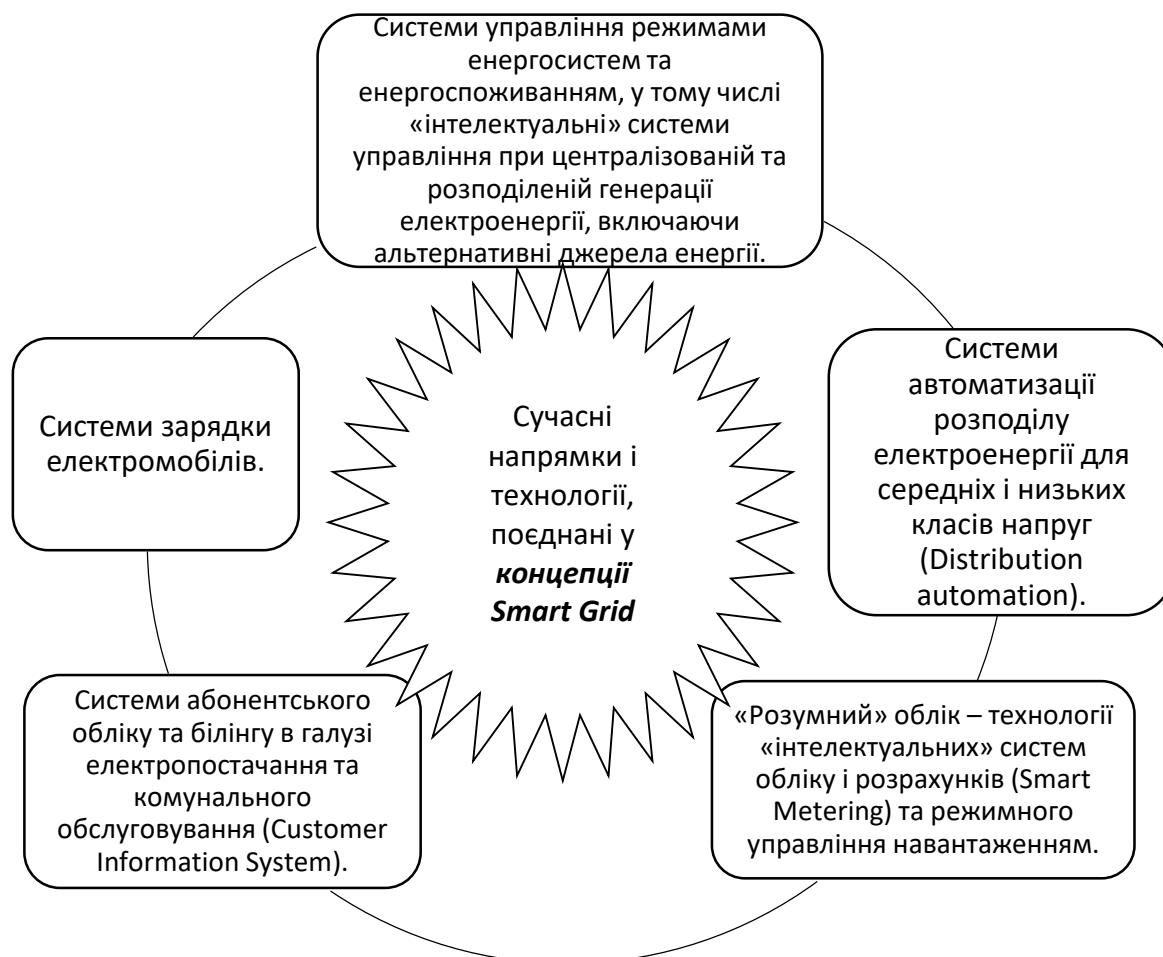 Системи управління режимами
енергосистем та
енергоспоживанням, у тому числі
«інтелектуальні» системи
управління при централізованій та
розподіленій генерації
електроенергії, включаючи
альтернативні джерела енергії.
Системи
автоматизації
розподілу
електроенергії для
середніх і низьких
класів напруг
(Distribution
automation).
«Розумний» облік – технології
«інтелектуальних» систем
обліку і розрахунків (Smart
Metering) та режимного
управління навантаженням.
Системи абонентського
обліку та білінгу в галузі
електропостачання та
комунального
обслуговування (Customer
Information System).
Системи зарядки
електромобілів.
Сучасні
напрямки і
технології,
поєднані у
концепції
Smart Grid